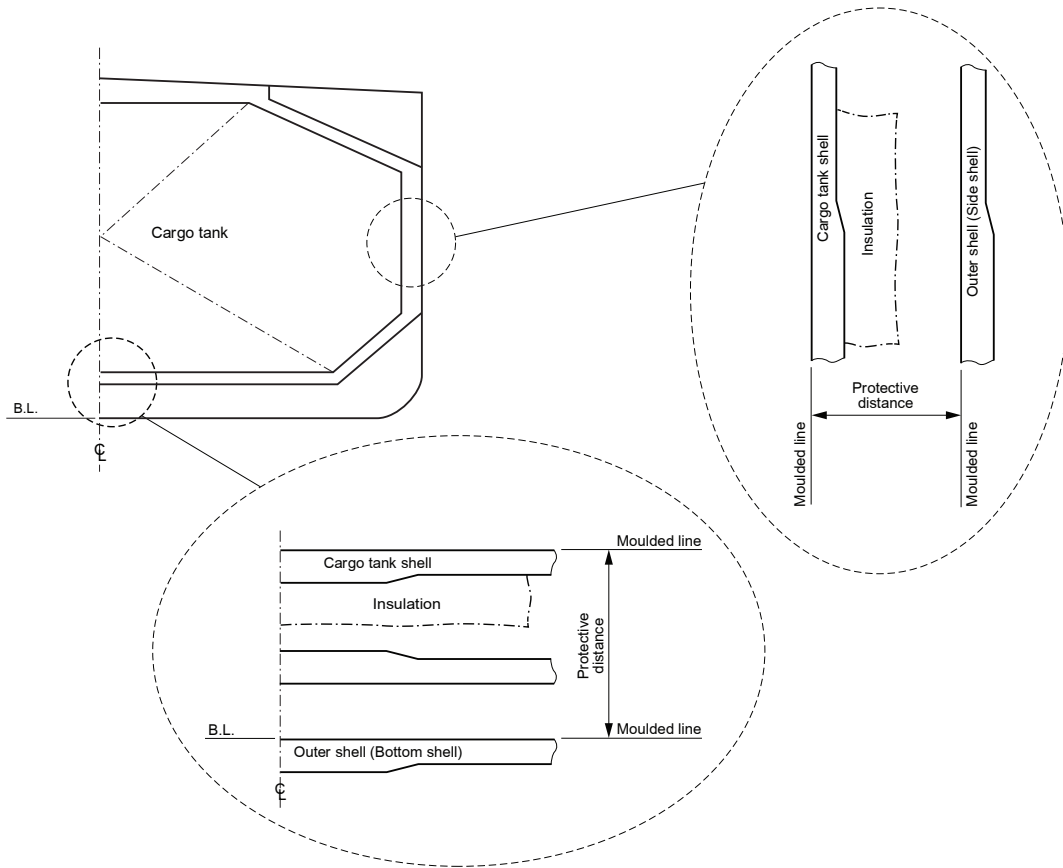 Cargo tank
B.L.
℄
Cargo tank shell
Insulation
Outer shell (Side shell)
Protective
distance
Moulded line
Moulded line
Cargo tank shell
Insulation
Moulded line
Protective
distance
B.L.
Moulded line
Outer shell (Bottom shell)
℄